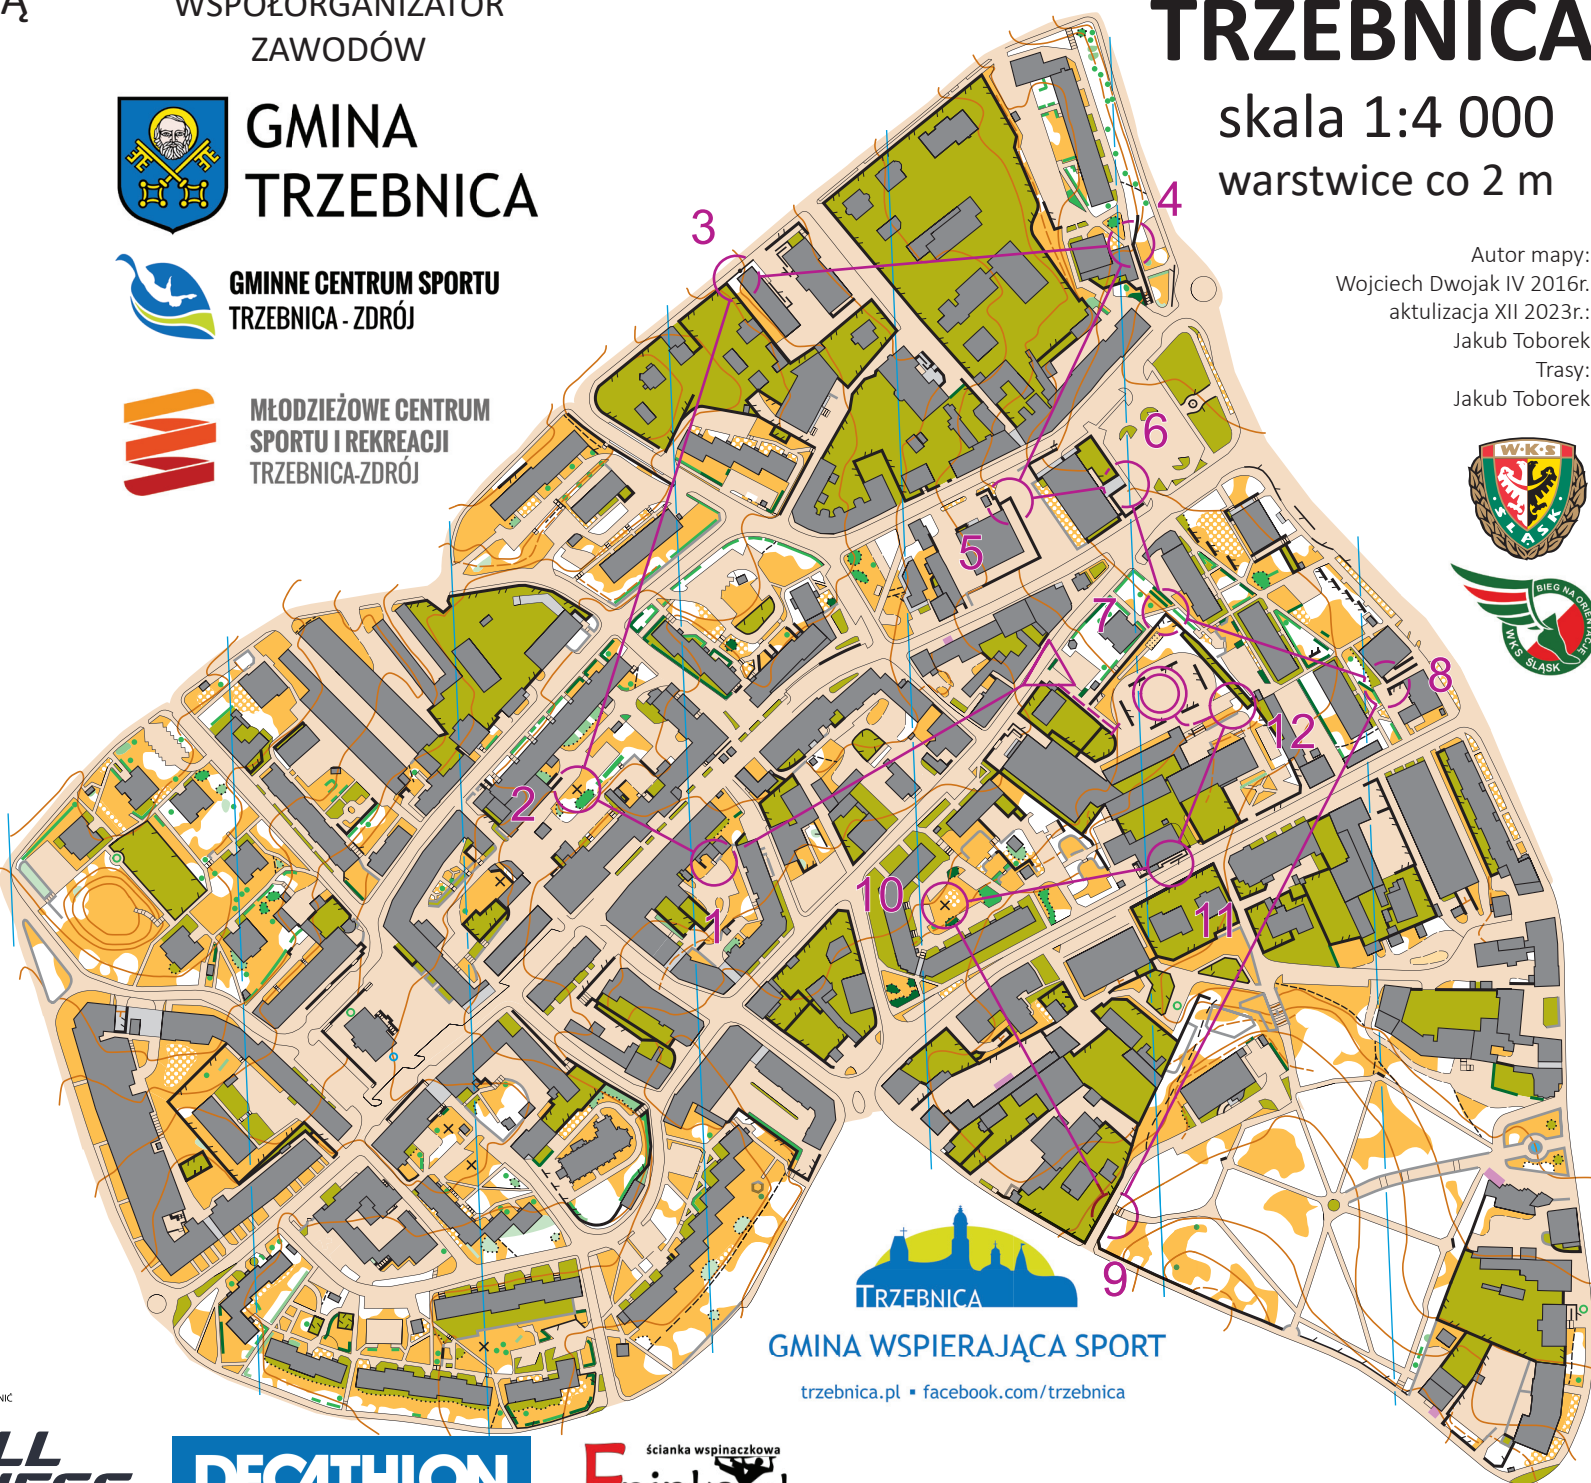 Ą
WSPÓŁORGANIZATOR
ZAWODÓW
GMINA
TRZEBNICA
GMINNE CENTRUM SPORTU
TRZEBNICA - ZDRÓJ
MŁODZIEŻOWE CENTRUM
SPORTU I REKREACJI
TRZEBNICA-ZDRÓJ
TRZEBNICA
skala 1:4 000
warstwice co 2 m
Autor mapy:
Wojciech Dwojak IV 2016r.
aktulizacja XII 2023r.:
Jakub Toborek
Trasy:
Jakub Toborek
W·K·S
ŚLĄSK
BIEG NA ORIENTACJĘ
WKS ŚLĄSK
3
4
6
5
7
8
12
2
1
10
11
9
TRZEBNICA
GMINA WSPIERAJĄCA SPORT
trzebnica.pl ▪ facebook.com/trzebnica
DECATHLON
ścianka wspinaczkowa